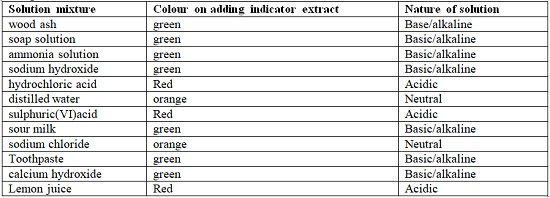 Solution mixture Colour on adding indicator extract Nature of solution
wood ash green Base/alkaline
soap solution green Basic/alkaline
ammonia solution green Basic/alkaline
sodium hydroxide green Basic/alkaline
hydrochloric acid Red Acidic
distilled water orange Neutral
sulphuric(VI)acid Red Acidic
sour milk green Basic/alkaline
sodium chloride orange Neutral
Toothpaste green Basic/alkaline
calcium hydroxide green Basic/alkaline
Lemon juice Red Acidic